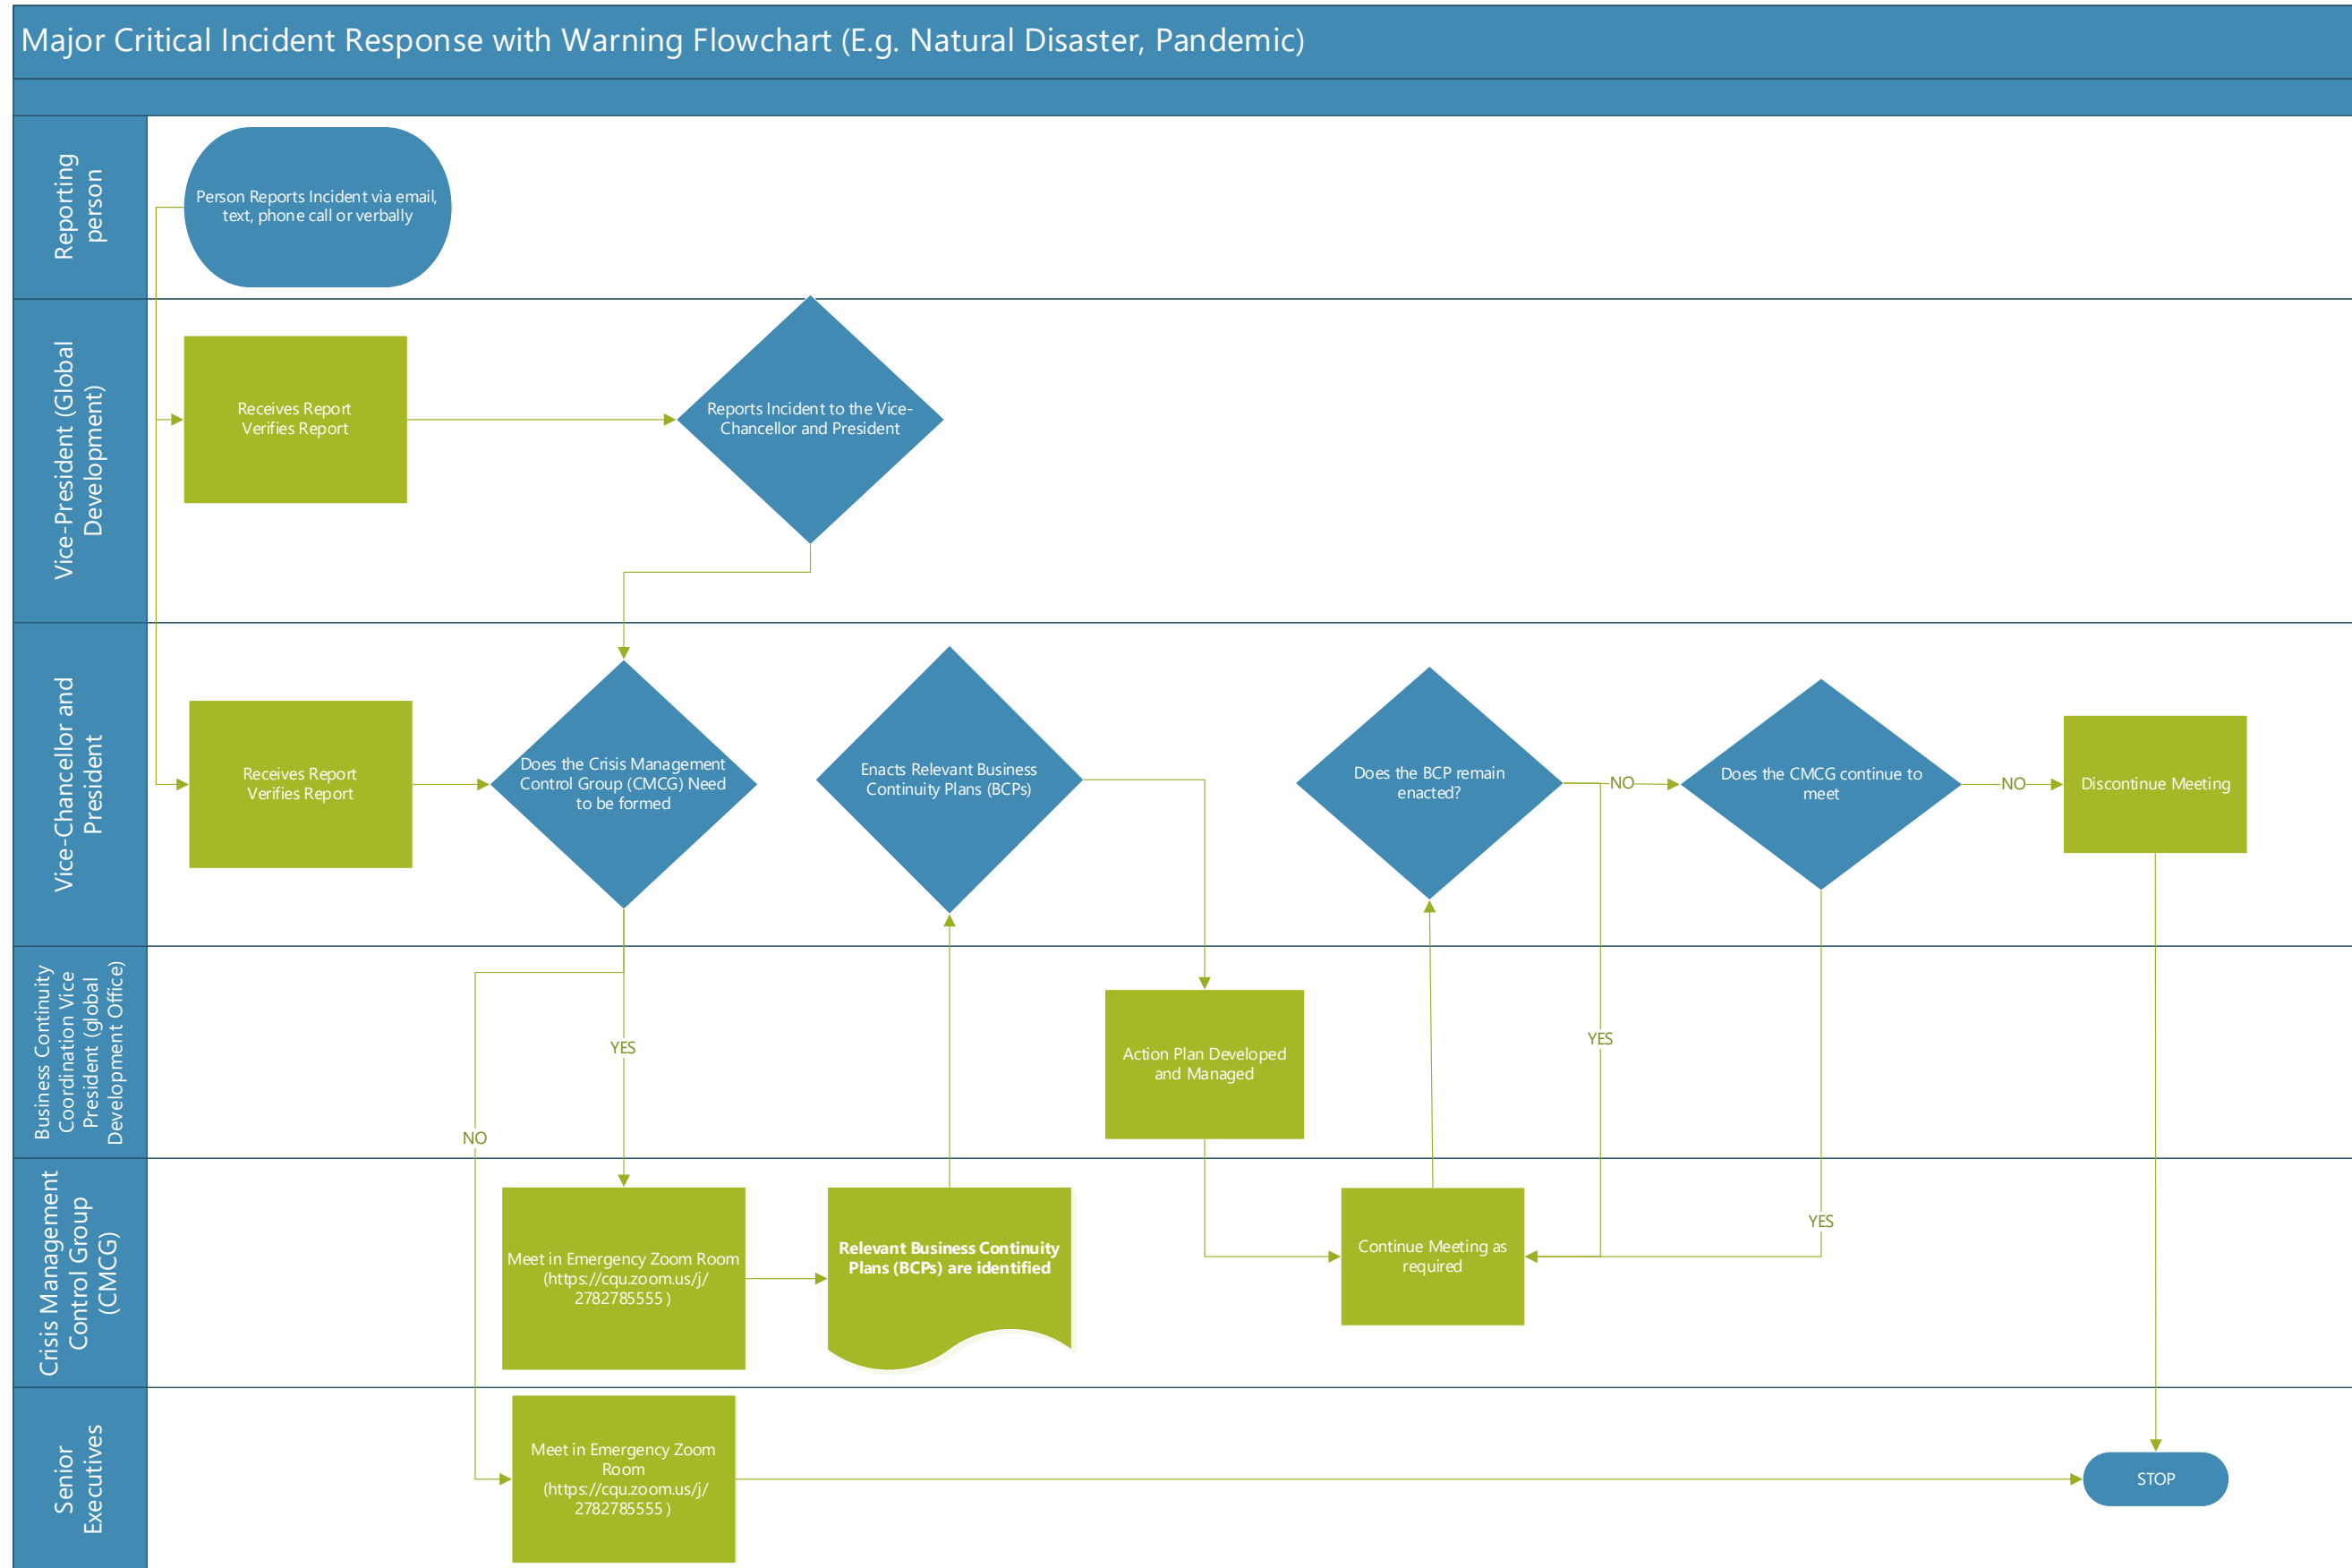 Major Critical Incident Response with Warning Flowchart (E.g. Natural Disaster, Pandemic)
Reporting
person
Person Reports Incident via email,
text, phone call or verbally
Vice-President (Global
Development)
Receives Report
Verifies Report
Reports Incident to the Vice-
Chancellor and President
Vice-Chancellor and
President
Receives Report
Verifies Report
Does the Crisis Management
Control Group (CMCG) Need
to be formed
Enacts Relevant Business
Continuity Plans (BCPs)
Does the BCP remain
enacted?
NO
Does the CMCG continue to
meet
NO
Discontinue Meeting
Business Continuity
Coordination Vice
President (global
Development Office)
YES
NO
Action Plan Developed
and Managed
YES
Crisis Management
Control Group
(CMCG)
Meet in Emergency Zoom Room
(https://cqu.zoom.us/j/
2782785555 )
Relevant Business Continuity
Plans (BCPs) are identified
Continue Meeting as
required
YES
Senior
Executives
Meet in Emergency Zoom
Room
(https://cqu.zoom.us/j/
2782785555 )
STOP